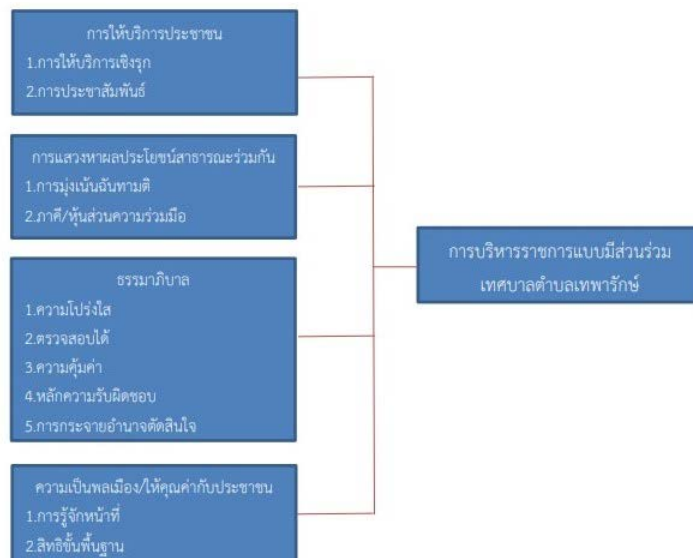 การให้บริการประชาชน
1.การให้บริการเชิงรุก
2.การประชาสัมพันธ์
การแสวงหาผลประโยชน์สาธารณะร่วมกัน
1.การมุ่งเน้นฉันทามติ
2.ภาคี/หุ้นส่วนความร่วมมือ
ธรรมาภิบาล
1.ความโปร่งใส
2.ตรวจสอบได้
3.ความคุ้มค่า
4.หลักความรับผิดชอบ
5.การกระจายอำนาจตัดสินใจ
ความเป็นพลเมือง/ให้คุณค่ากับประชาชน
1.การรู้จักหน้าที่
2.สิทธิขั้นพื้นฐาน
การบริหารราชการแบบมีส่วนร่วม
เทศบาลตำบลเทพารักษ์